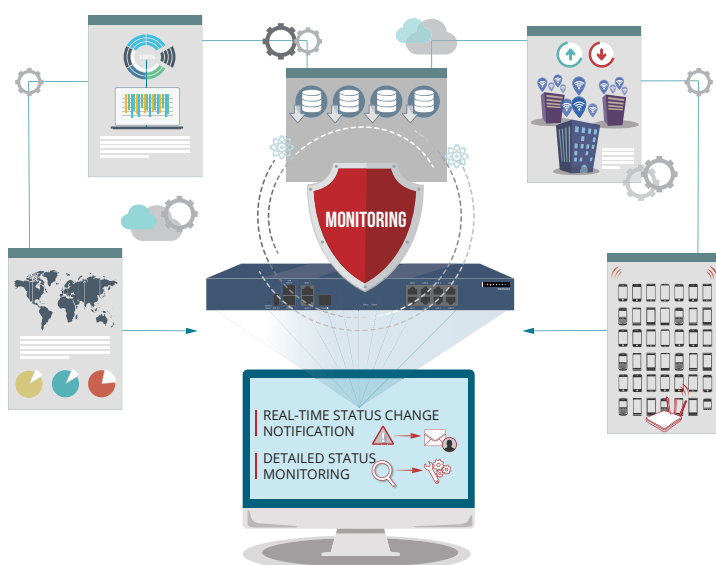 MONITORING
REAL-TIME STATUS CHANGE
NOTIFICATION
DETAILED STATUS
MONITORING